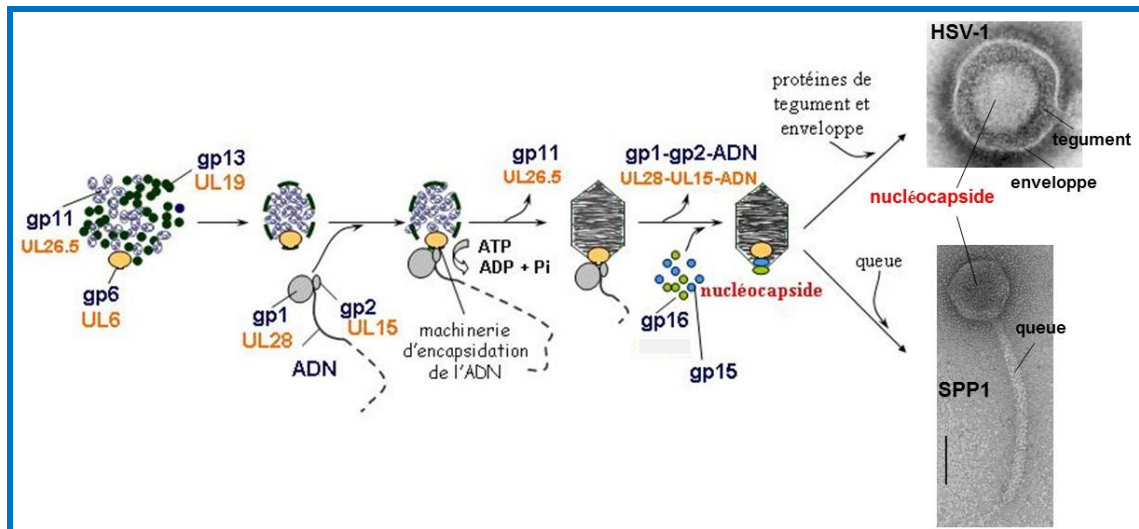 HSV-1
protéines de
tegument et
enveloppe
tegument
enveloppe
gp13
UL19
gp11
UL26.5
gp6
UL6
gp1
UL28
gp2
UL15
ADN
ATP
ADP + Pi
machinerie
d'encapsidation
de l'ADN
gp11
UL26.5
gp1-gp2-ADN
UL28-UL15-ADN
nucléocapside
gp16
gp15
nucléocapside
queue
queue
SPP1